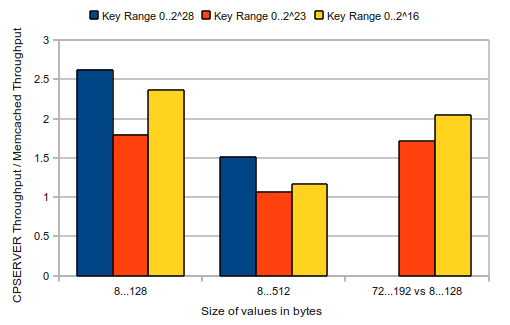 Key Range 0..2^28 Key Range 0..2^23 Key Range 0..2^16
CPSERVER Throughput / Memcached Throughput
3
2.5
2
1.5
1
0.5
0
8...128 8...512 72...192 vs 8...128
Size of values in bytes